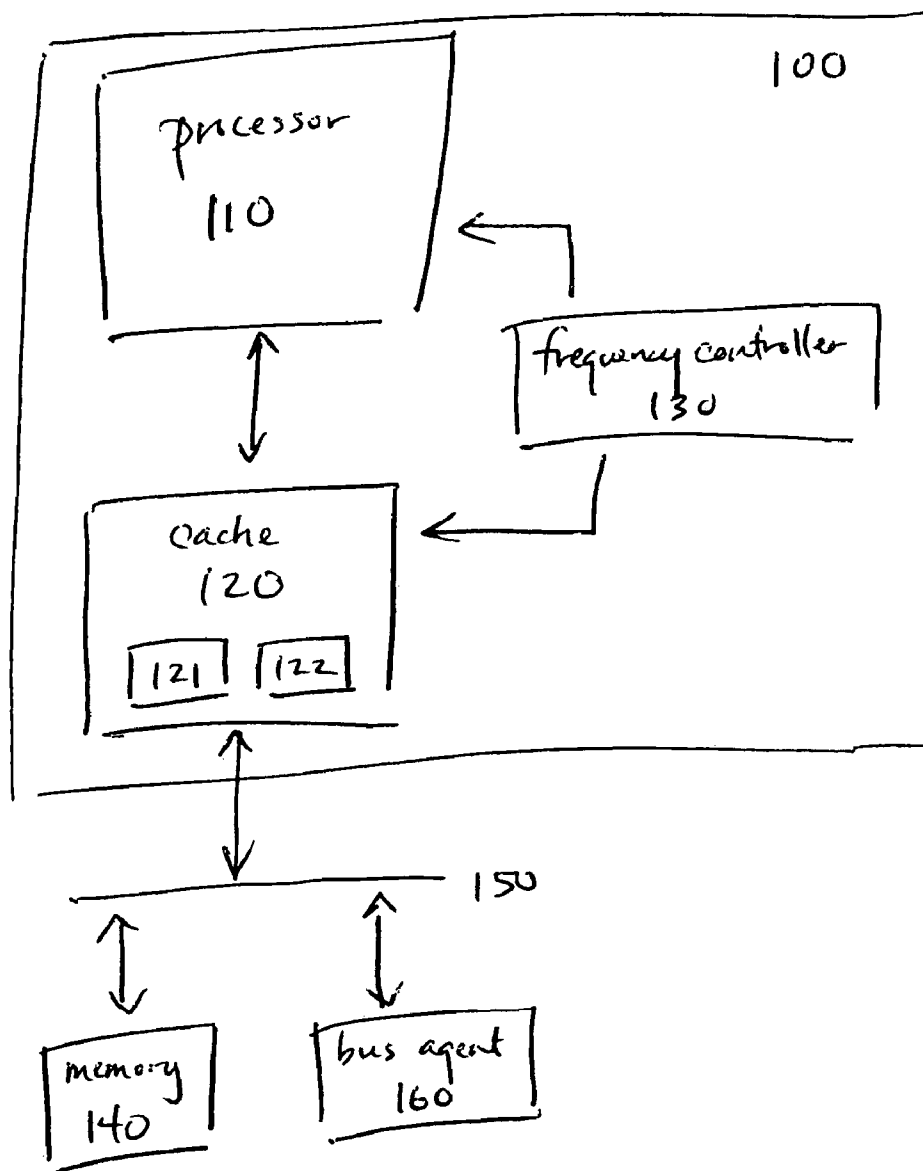 100
processor
110
frequency controller
130
cache
120
121
122
150
memory
140
bus agent
160